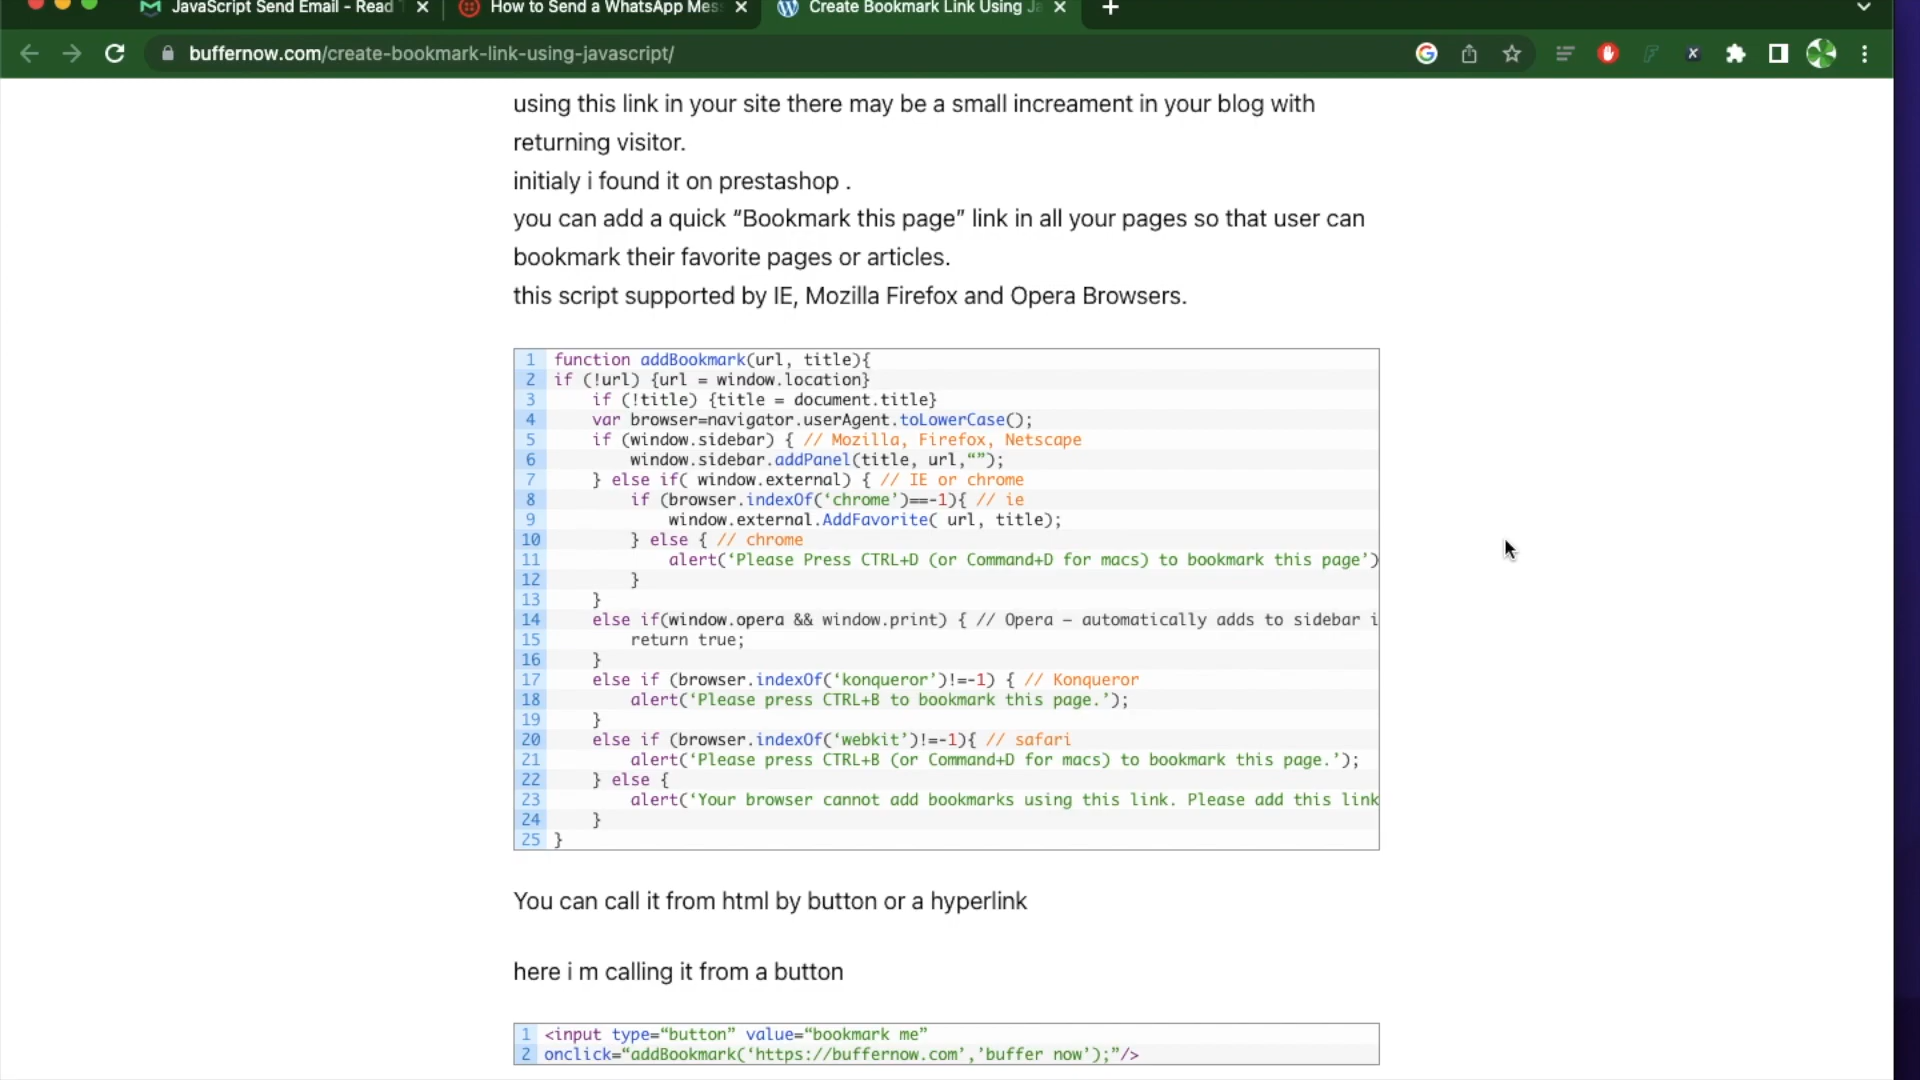 JavaScript Send Email - Read
How to Send a WhatsApp Mes
Create Bookmark Link Using Ja
buffernow.com/create-bookmark-link-using-javascript/
using this link in your site there may be a small increament in your blog with
returning visitor.
initialy i found it on prestashop .
you can add a quick “Bookmark this page” link in all your pages so that user can
bookmark their favorite pages or articles.
this script supported by IE, Mozilla Firefox and Opera Browsers.
1 function addBookmark(url, title){
2 if (!url) {url = window.location}
3 if (!title) {title = document.title}
4 var browser=navigator.userAgent.toLowerCase();
5 if (window.sidebar) { // Mozilla, Firefox, Netscape
6 window.sidebar.addPanel(title, url,“”);
7 } else if( window.external) { // IE or chrome
8 if (browser.indexOf(‘chrome’)==-1){ // ie
9 window.external.AddFavorite( url, title);
10 } else { // chrome
11 alert(‘Please Press CTRL+D (or Command+D for macs) to bookmark this page’)
12 }
13 }
14 else if(window.opera && window.print) { // Opera – automatically adds to sidebar i
15 return true;
16 }
17 else if (browser.indexOf(‘konqueror’)!=-1) { // Konqueror
18 alert(‘Please press CTRL+B to bookmark this page.’);
19 }
20 else if (browser.indexOf(‘webkit’)!=-1){ // safari
21 alert(‘Please press CTRL+B (or Command+D for macs) to bookmark this page.’);
22 } else {
23 alert(‘Your browser cannot add bookmarks using this link. Please add this link
24 }
25 }
You can call it from html by button or a hyperlink
here i m calling it from a button
1 <input type=“button” value=“bookmark me”
2 onclick=“addBookmark(‘https://buffernow.com’,’buffer now’);”/>